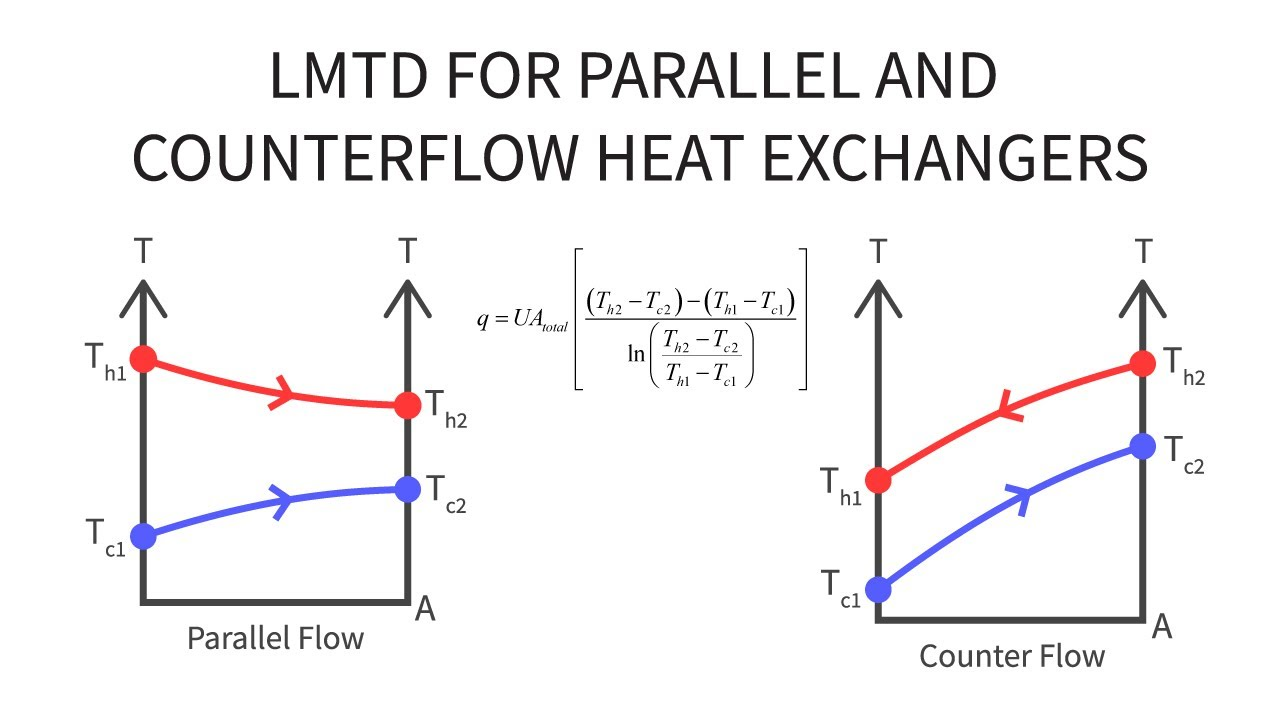 LMTD FOR PARALLEL AND
COUNTERFLOW HEAT EXCHANGERS
T
T
T_h1
T_h2
T_c1
T_c2
A
Parallel Flow
q = UA_total [ ((T_h2 − T_c2) − (T_h1 − T_c1)) / ln((T_h2 − T_c2) / (T_h1 − T_c1)) ]
T
T
T_h2
T_c2
T_h1
T_c1
A
Counter Flow